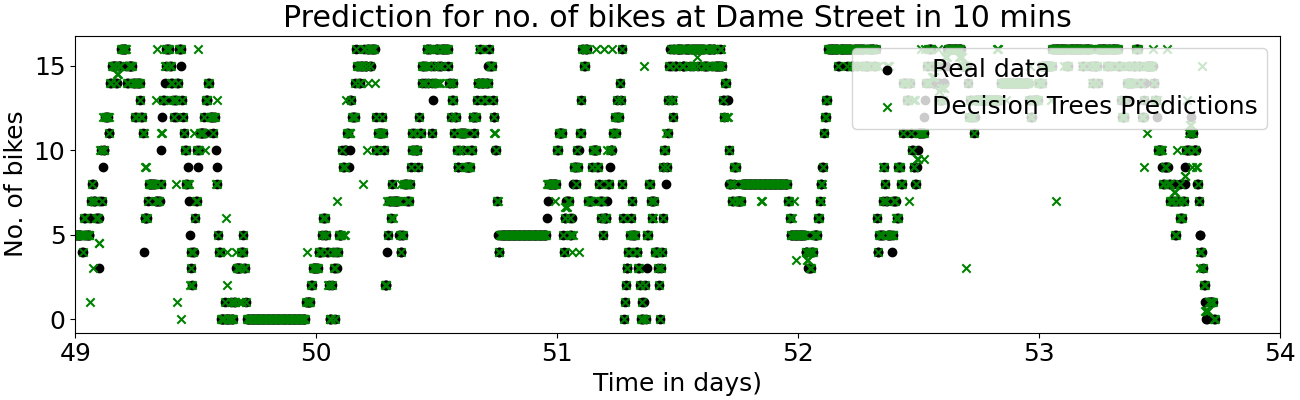 Prediction for no. of bikes at Dame Street in 10 mins
No. of bikes
15
10
5
0
Real data
Decision Trees Predictions
49 50 51 52 53 54
Time in days)